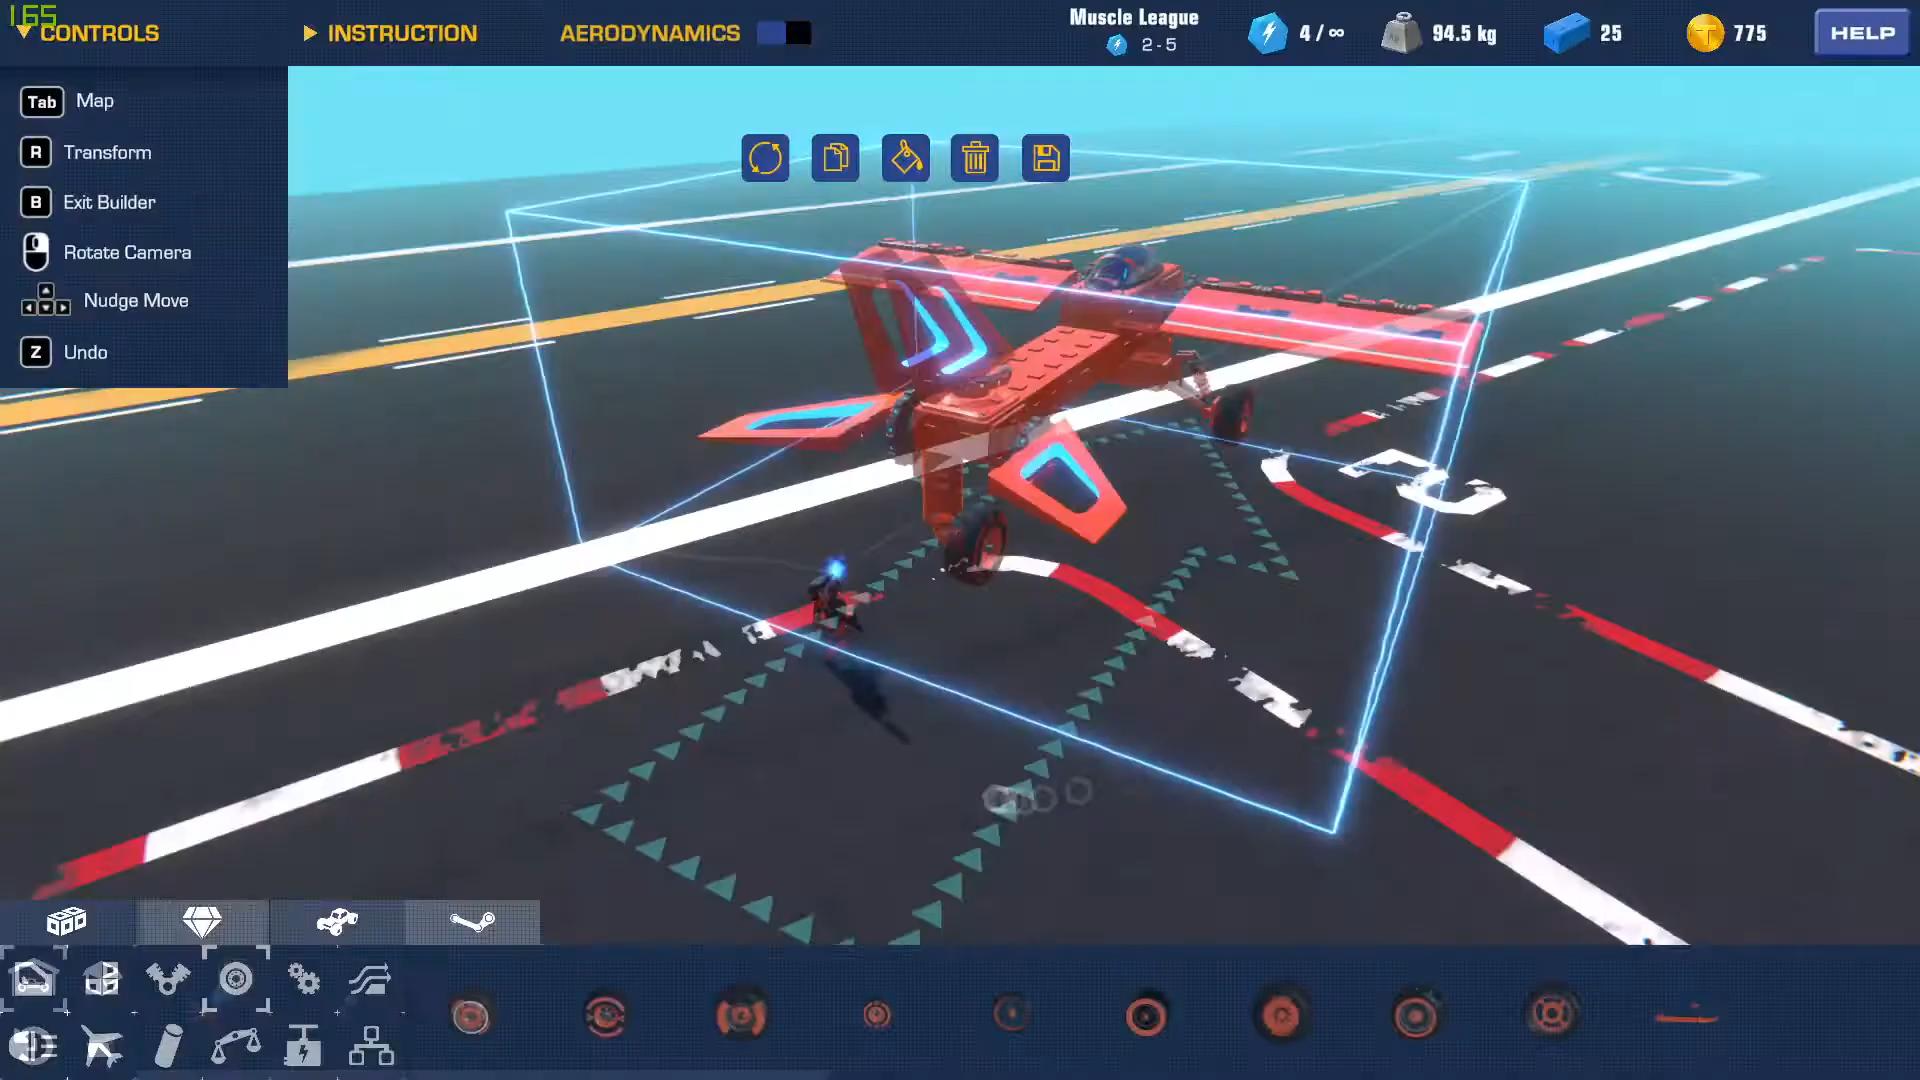 165
CONTROLS
INSTRUCTION
AERODYNAMICS
Muscle League
2 - 5
4 / ∞
94.5 kg
25
775
HELP
Tab Map
R Transform
B Exit Builder
Rotate Camera
Nudge Move
Z Undo